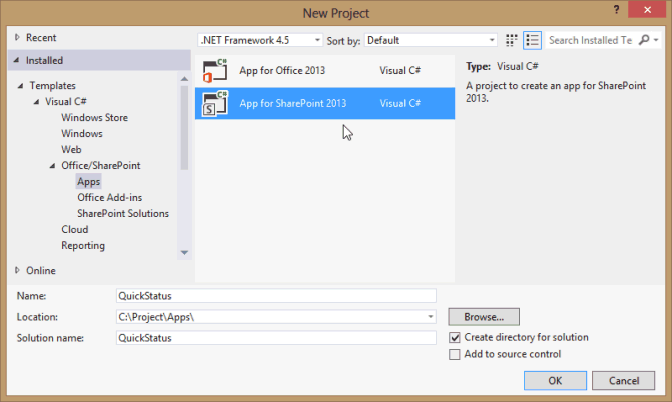 New Project
? x
Recent
.NET Framework 4.5 Sort by: Default Search Installed Te
Installed
Templates
Visual C#
Windows Store
Windows
Web
Office/SharePoint
Apps
Office Add-ins
SharePoint Solutions
Cloud
Reporting
Online
C#
App for Office 2013 Visual C#
C#
S
App for SharePoint 2013 Visual C#
Type: Visual C#
A project to create an app for SharePoint
2013.
Name: QuickStatus
Location: C:\Project\Apps\ Browse...
Solution name: QuickStatus
Create directory for solution
Add to source control
OK Cancel